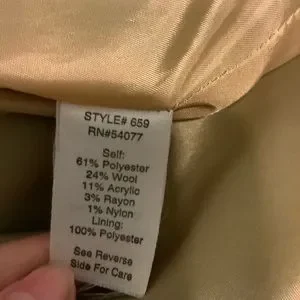 STYLE# 659
RN#54077
Self:
61% Polyester
24% Wool
11% Acrylic
3% Rayon
1% Nylon
Lining:
100% Polyester
See Reverse
Side For Care